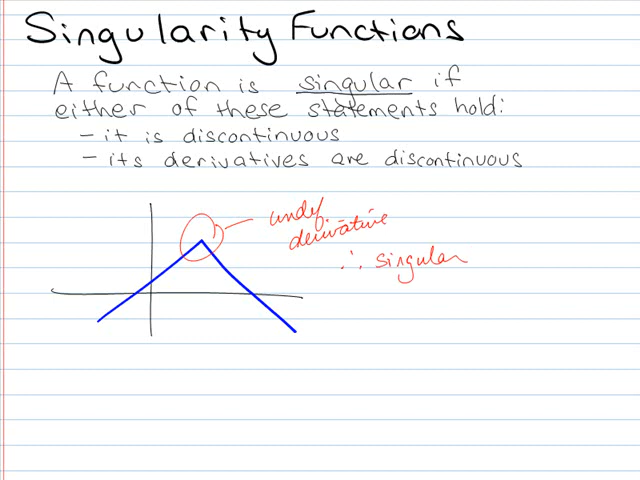 Singularity Functions
A function is singular if
either of these statements hold:
- it is discontinuous
- its derivatives are discontinuous
undef
derivative
∴ singular